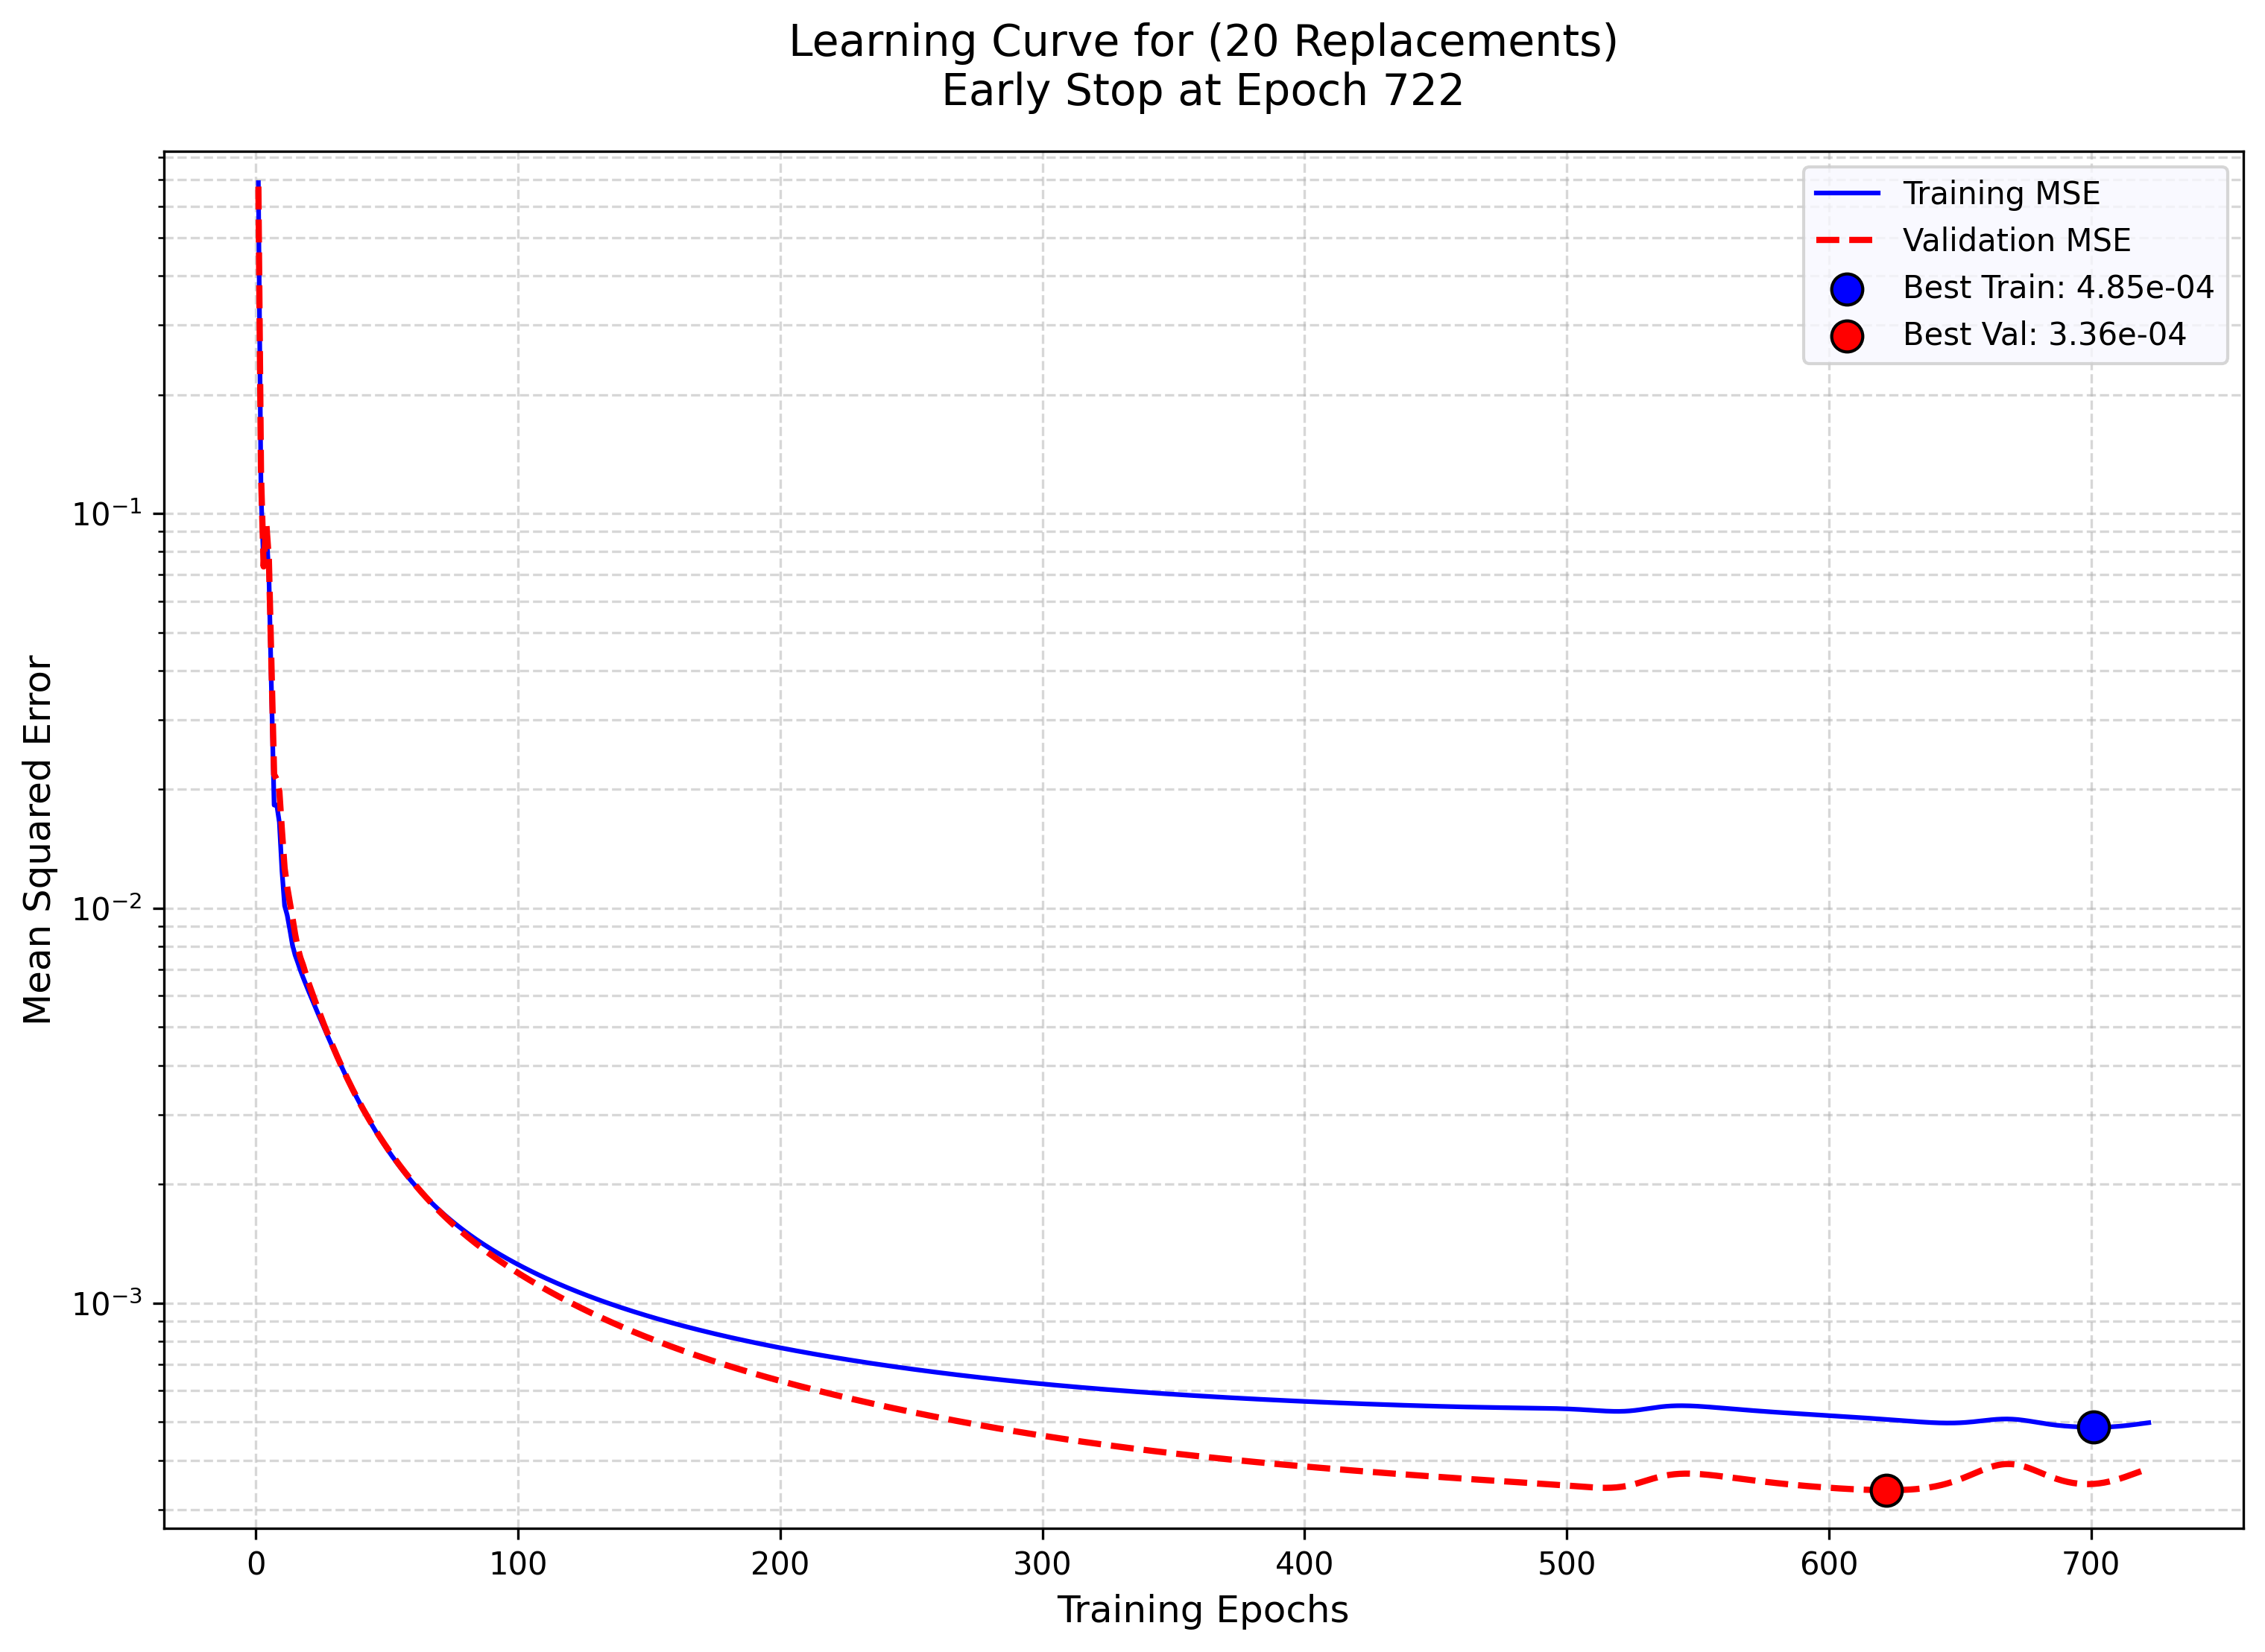 Learning Curve for (20 Replacements)
Early Stop at Epoch 722
Training MSE
Validation MSE
Best Train: 4.85e-04
Best Val: 3.36e-04
Mean Squared Error
10⁻¹
10⁻²
10⁻³
0 100 200 300 400 500 600 700
Training Epochs